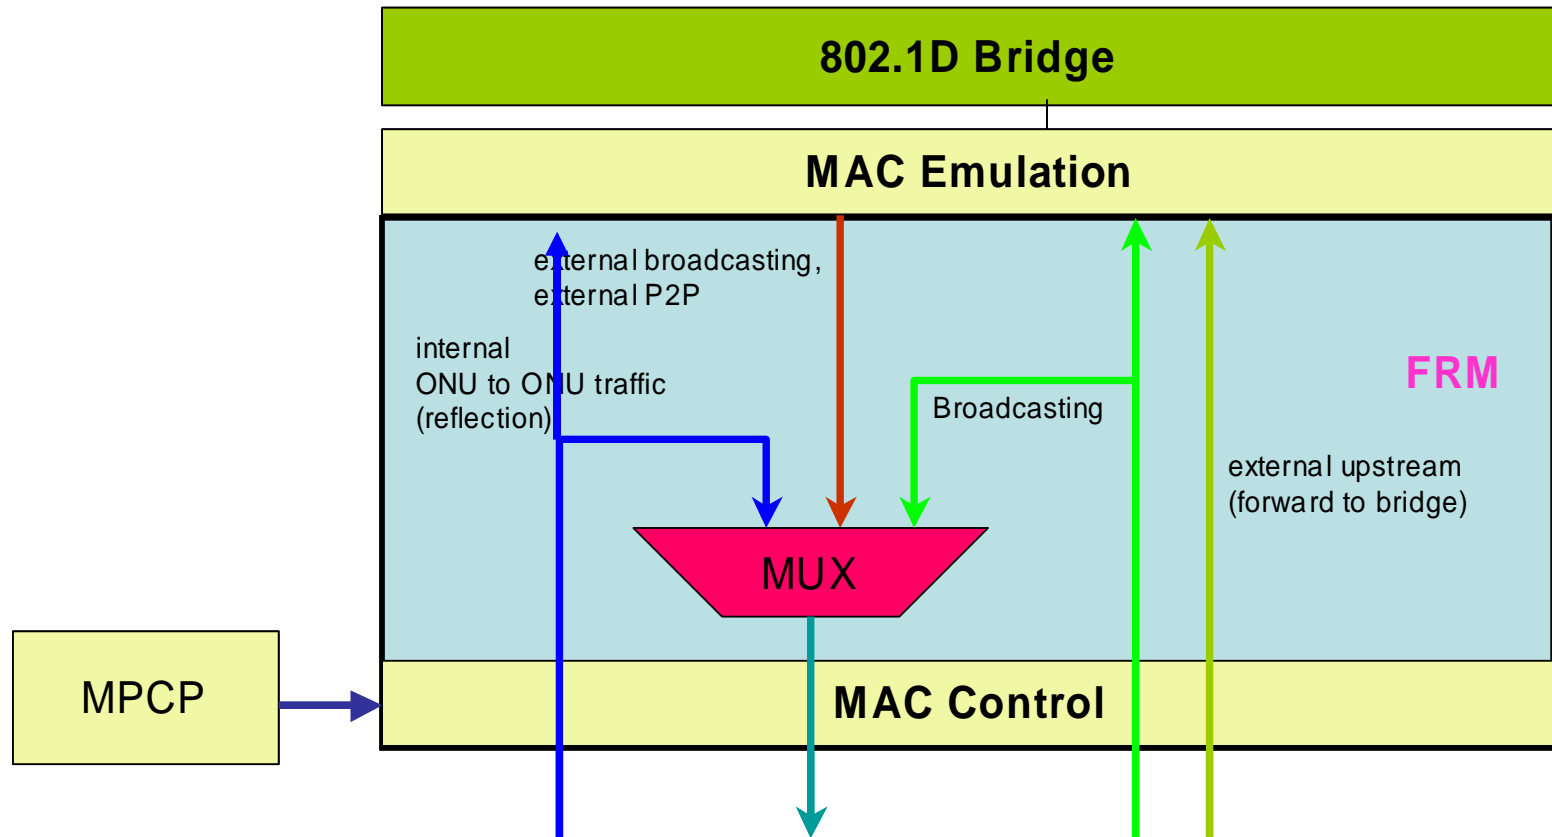 802.1D Bridge
MAC Emulation
external broadcasting,
external P2P
internal
ONU to ONU traffic
(reflection)
Broadcasting
FRM
external upstream
(forward to bridge)
MUX
MPCP
MAC Control